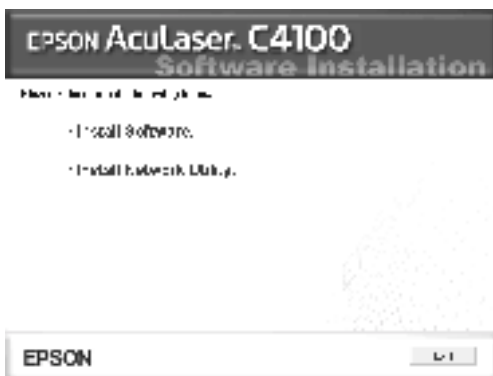 EPSON AcuLaser C4100
Software Installation
· Install Software.
· Install Network Utility.
EPSON